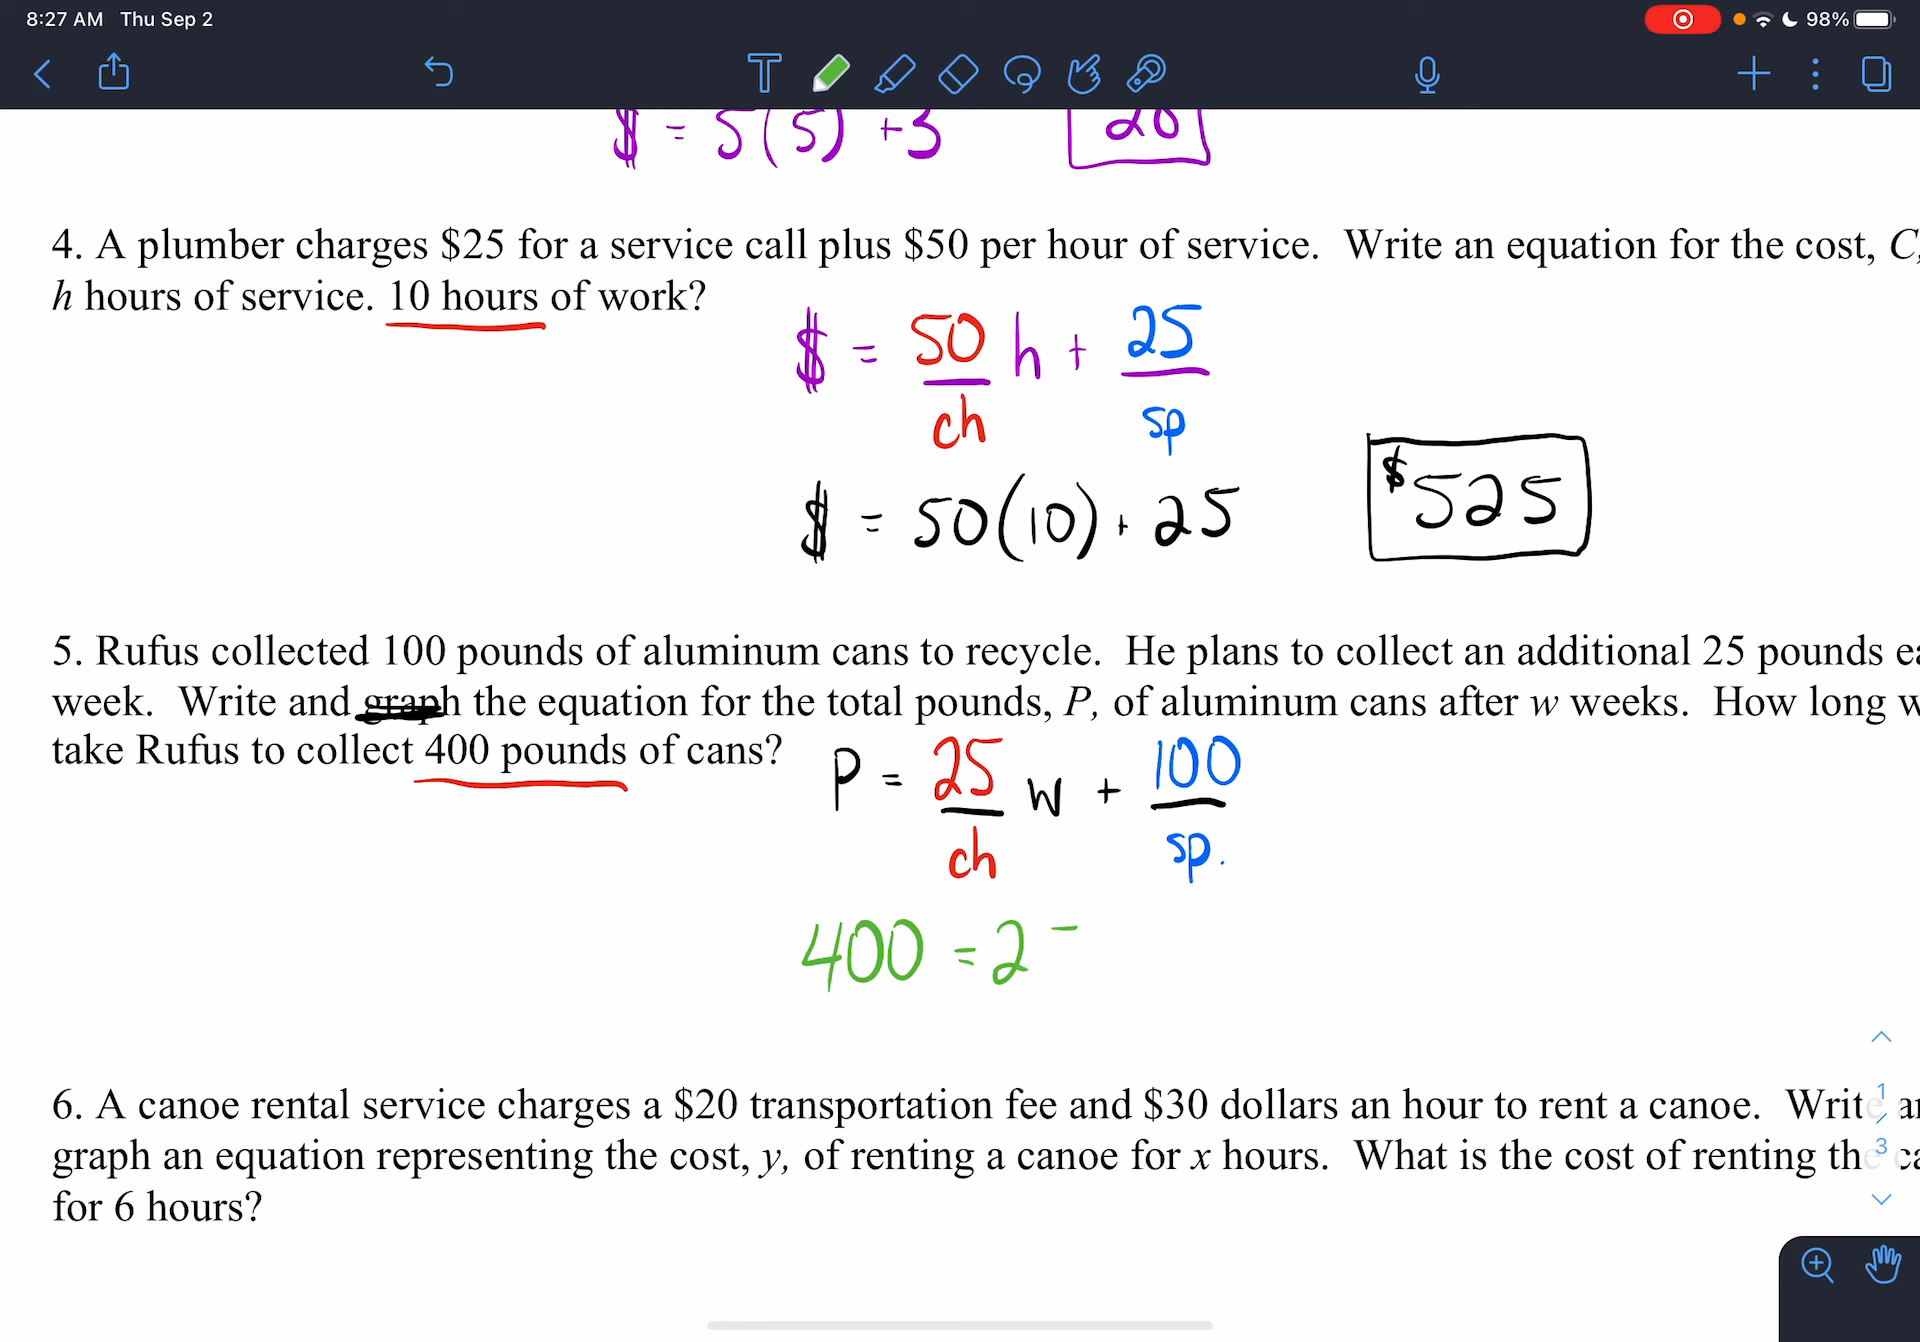 8:27 AM Thu Sep 2
98%
$ = 5(5) +3 20
4. A plumber charges $25 for a service call plus $50 per hour of service. Write an equation for the cost, C,
h hours of service. 10 hours of work?
$ = 50 h + 25
ch sp
$ = 50(10) + 25 $525
5. Rufus collected 100 pounds of aluminum cans to recycle. He plans to collect an additional 25 pounds ea
week. Write and graph the equation for the total pounds, P, of aluminum cans after w weeks. How long w
take Rufus to collect 400 pounds of cans?
P = 25 w + 100
ch sp.
400 = 2
6. A canoe rental service charges a $20 transportation fee and $30 dollars an hour to rent a canoe. Write an
graph an equation representing the cost, y, of renting a canoe for x hours. What is the cost of renting the ca
for 6 hours?
1/3